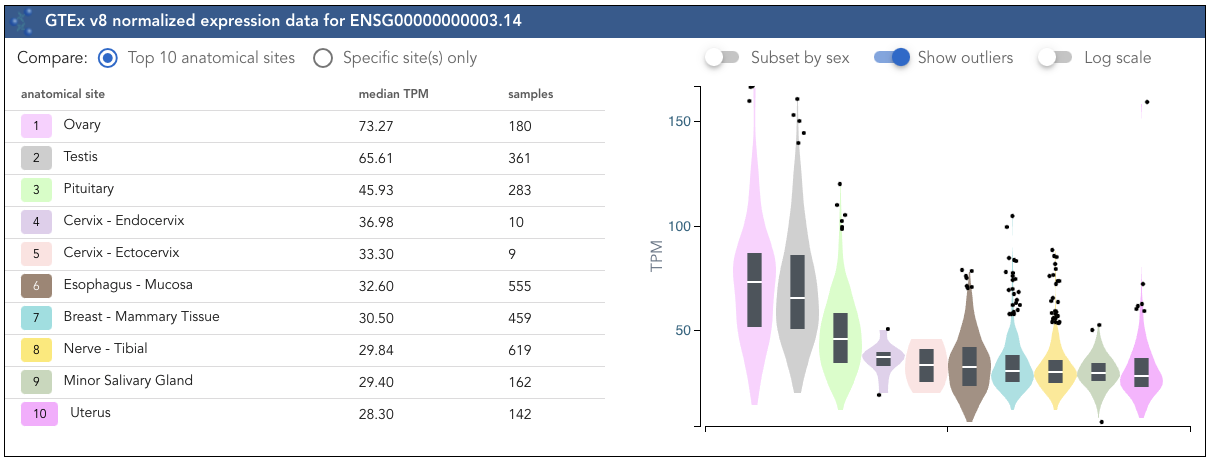 GTEx v8 normalized expression data for ENSG00000000003.14
Compare: Top 10 anatomical sites Specific site(s) only Subset by sex Show outliers Log scale
anatomical site median TPM samples
1 Ovary 73.27 180
2 Testis 65.61 361
3 Pituitary 45.93 283
4 Cervix - Endocervix 36.98 10
5 Cervix - Ectocervix 33.30 9
6 Esophagus - Mucosa 32.60 555
7 Breast - Mammary Tissue 30.50 459
8 Nerve - Tibial 29.84 619
9 Minor Salivary Gland 29.40 162
10 Uterus 28.30 142
150
100
50
TPM